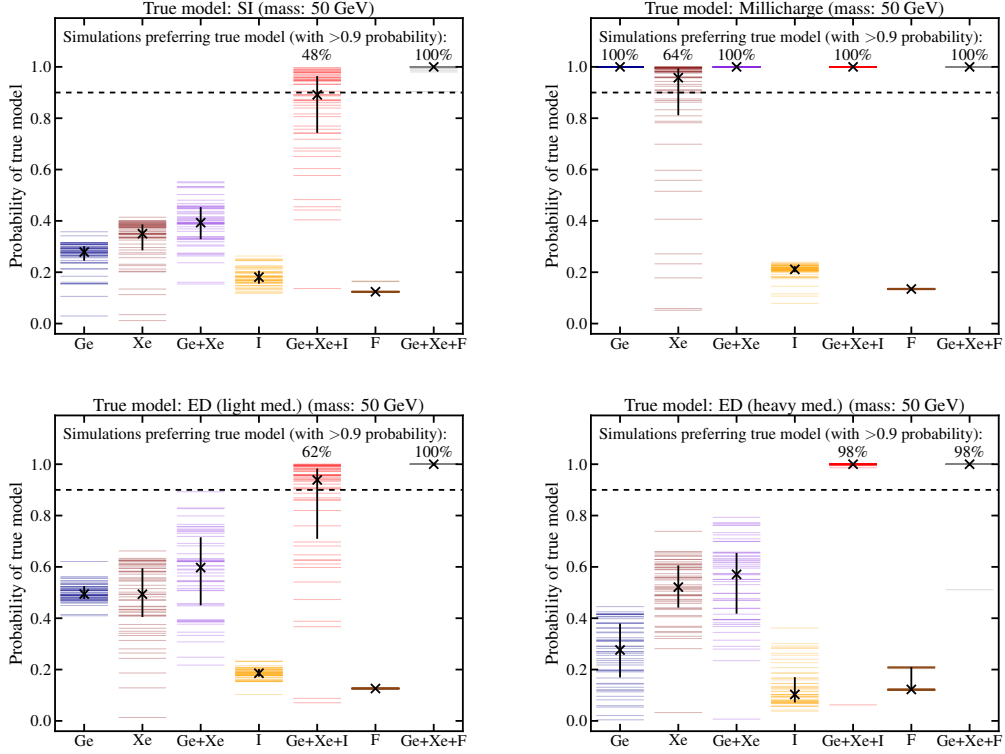 True model: SI (mass: 50 GeV)
Simulations preferring true model (with >0.9 probability):
48% 100%
1.0
0.8
0.6
0.4
0.2
0.0
Probability of true model
Ge Xe Ge+Xe I Ge+Xe+I F Ge+Xe+F
True model: Millicharge (mass: 50 GeV)
Simulations preferring true model (with >0.9 probability):
100% 64% 100% 100% 100%
1.0
0.8
0.6
0.4
0.2
0.0
Probability of true model
Ge Xe Ge+Xe I Ge+Xe+I F Ge+Xe+F
True model: ED (light med.) (mass: 50 GeV)
Simulations preferring true model (with >0.9 probability):
62% 100%
1.0
0.8
0.6
0.4
0.2
0.0
Probability of true model
Ge Xe Ge+Xe I Ge+Xe+I F Ge+Xe+F
True model: ED (heavy med.) (mass: 50 GeV)
Simulations preferring true model (with >0.9 probability):
98% 98%
1.0
0.8
0.6
0.4
0.2
0.0
Probability of true model
Ge Xe Ge+Xe I Ge+Xe+I F Ge+Xe+F